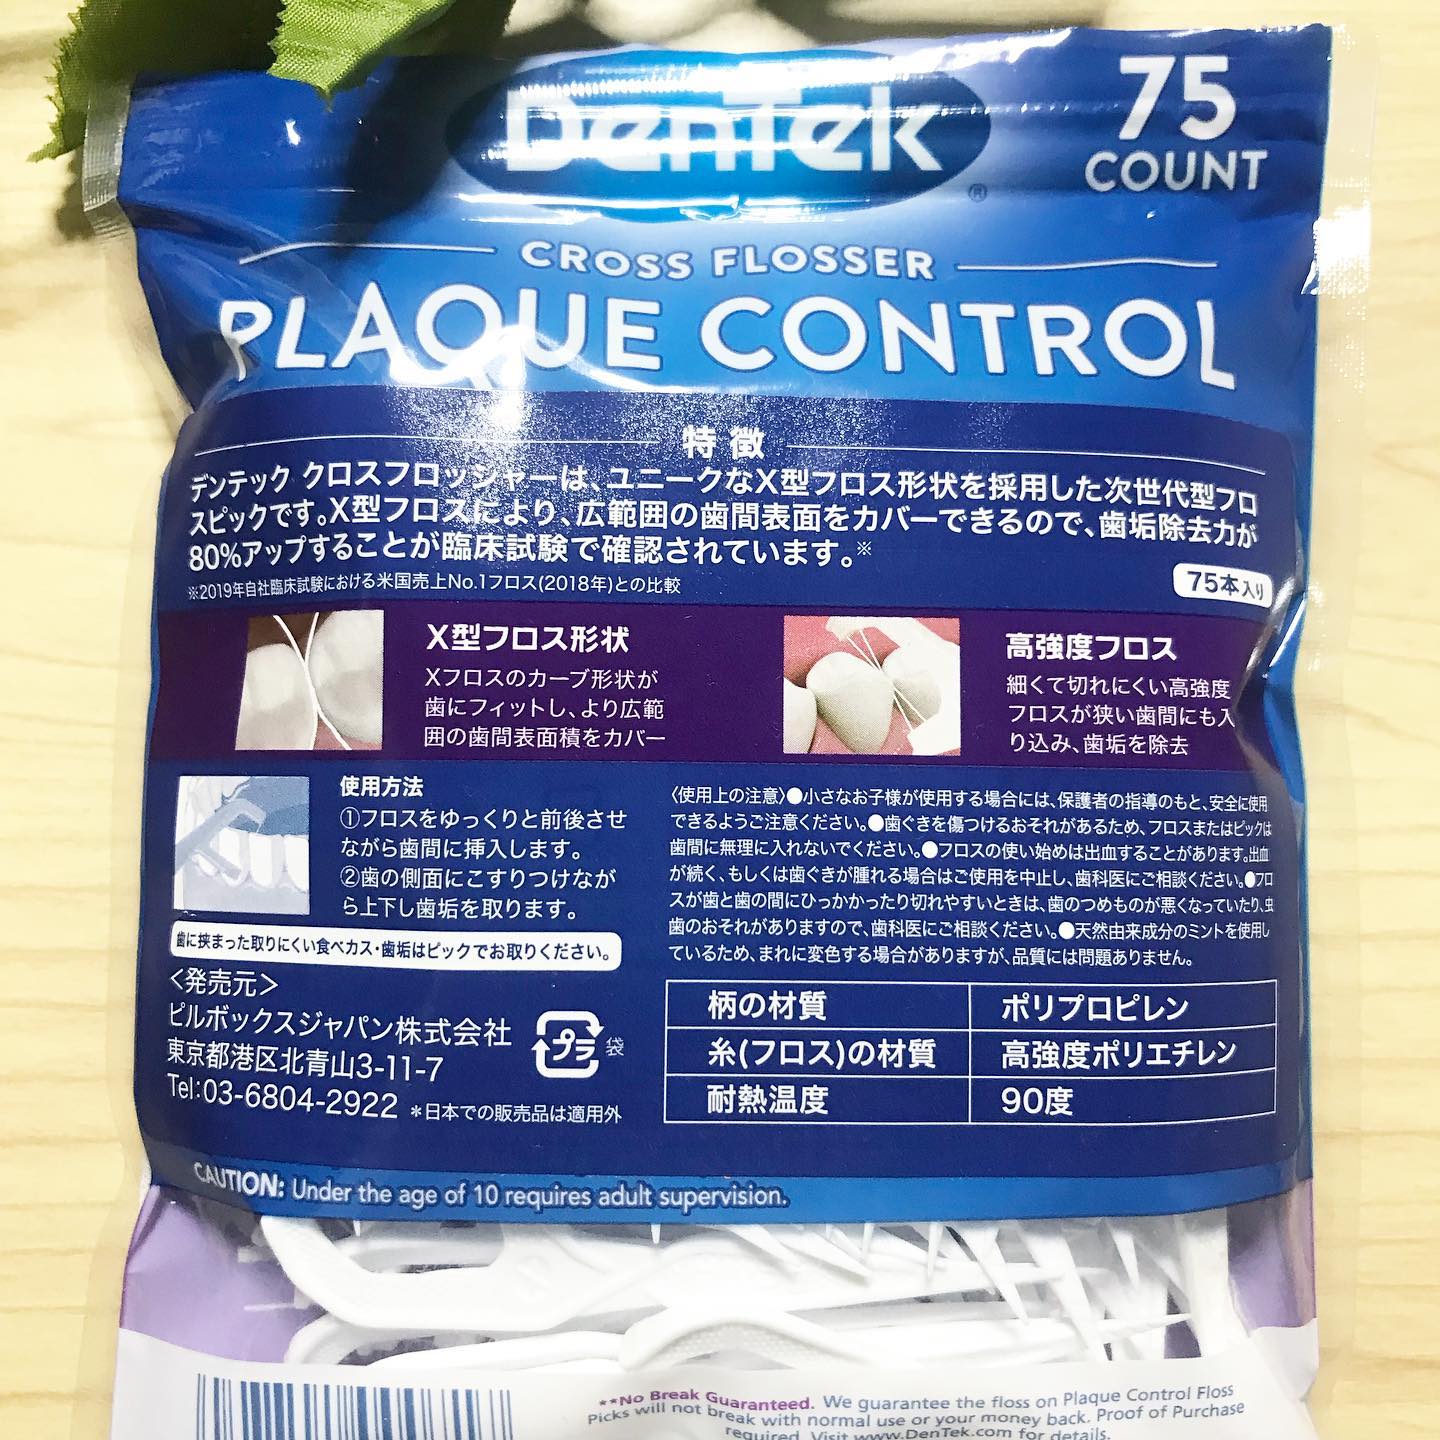 DenTek®
75
COUNT
CROSS FLOSSER
PLAQUE CONTROL
特徴
デンテック クロスフロッシャーは、ユニークなX型フロス形状を採用した次世代型フロ
スピックです。X型フロスにより、広範囲の歯間表面をカバーできるので、歯垢除去力が
80%アップすることが臨床試験で確認されています。※
※2019年自社臨床試験における米国売上No.1フロス(2018年)との比較
75本入り
X型フロス形状
Xフロスのカーブ形状が
歯にフィットし、より広範
囲の歯間表面積をカバー
高強度フロス
細くて切れにくい高強度
フロスが狭い歯間にも入
り込み、歯垢を除去
使用方法
①フロスをゆっくりと前後させ
ながら歯間に挿入します。
②歯の側面にこすりつけなが
ら上下し歯垢を取ります。
歯に挟まった取りにくい食べカス・歯垢はピックでお取りください。
〈使用上の注意〉●小さなお子様が使用する場合には、保護者の指導のもと、安全に使用
できるようご注意ください。●歯ぐきを傷つけるおそれがあるため、フロスまたはピックは
歯間に無理に入れないでください。●フロスの使い始めは出血することがあります。出血
が続く、もしくは歯ぐきが腫れる場合はご使用を中止し、歯科医にご相談ください。●フロ
スが歯と歯の間にひっかかったり切れやすいときは、歯のつめものが悪くなっていたり、虫
歯のおそれがありますので、歯科医にご相談ください。●天然由来成分のミントを使用し
ているため、まれに変色する場合がありますが、品質には問題ありません。
<発売元>
ピルボックスジャパン株式会社
東京都港区北青山3-11-7
Tel:03-6804-2922 *日本での販売品は適用外
プラ 袋
柄の材質 ポリプロピレン
糸(フロス)の材質 高強度ポリエチレン
耐熱温度 90度
CAUTION: Under the age of 10 requires adult supervision.
**No Break Guaranteed. We guarantee the floss on Plaque Control Floss
Picks will not break with normal use or your money back. Proof of Purchase
required. Visit www.DenTek.com for details.